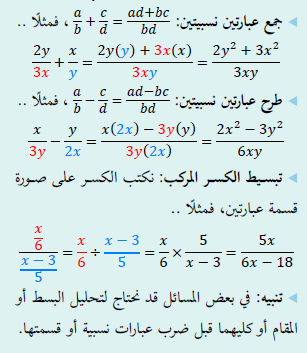 جمع عبارتين نسبيتين: a/b + c/d = (ad+bc)/bd ، فمثلًا ..
2y/3x + x/y = (2y(y) + 3x(x))/3xy = (2y² + 3x²)/3xy
طرح عبارتين نسبيتين: a/b − c/d = (ad−bc)/bd ، فمثلًا ..
x/3y − y/2x = (x(2x) − 3y(y))/3y(2x) = (2x² − 3y²)/6xy
تبسيط الكسر المركب: نكتب الكسر على صورة
قسمة عبارتين، فمثلًا ..
(x/6)/((x − 3)/5) = x/6 ÷ (x − 3)/5 = x/6 × 5/(x − 3) = 5x/(6x − 18)
تنبيه: في بعض المسائل قد نحتاج لتحليل البسط أو
المقام أو كليهما قبل ضرب عبارات نسبية أو قسمتها.